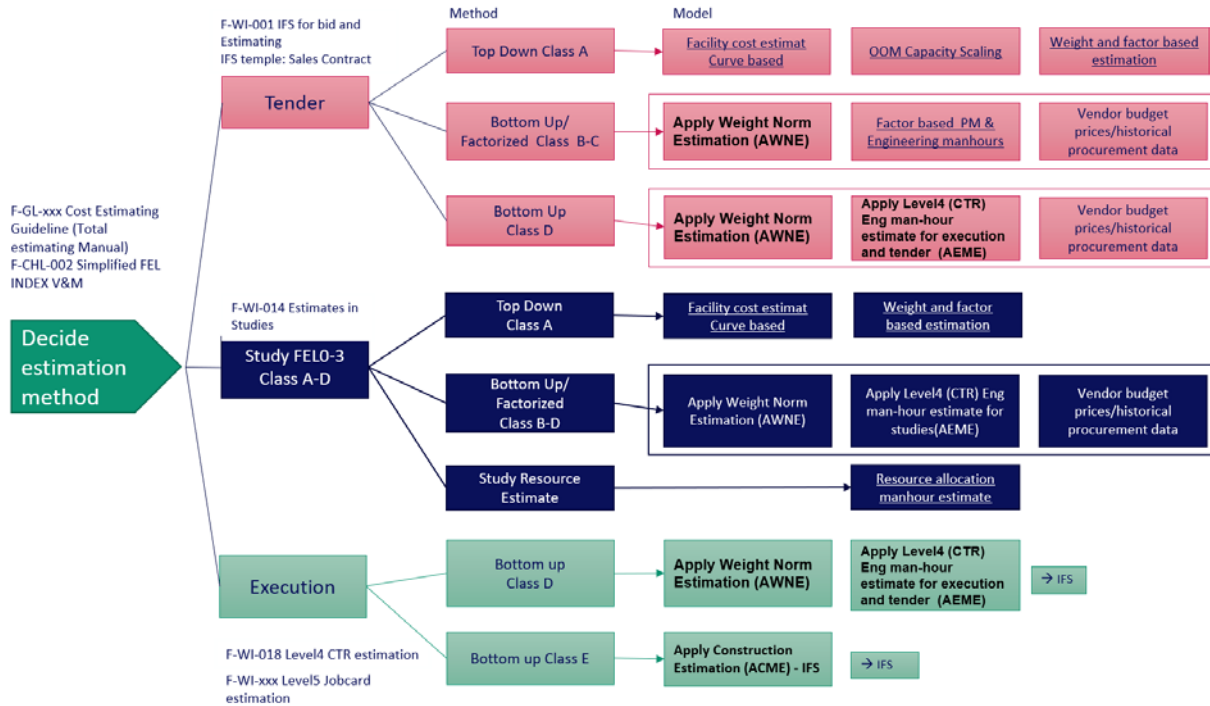 Method
Model
F-WI-001 IFS for bid and
Estimating
IFS temple: Sales Contract
Tender
Top Down Class A
Facility cost estimat
Curve based
OOM Capacity Scaling
Weight and factor based
estimation
Bottom Up/
Factorized Class B-C
Apply Weight Norm
Estimation (AWNE)
Factor based PM &
Engineering manhours
Vendor budget
prices/historical
procurement data
Bottom Up
Class D
Apply Weight Norm
Estimation (AWNE)
Apply Level4 (CTR)
Eng man-hour
estimate for execution
and tender (AEME)
Vendor budget
prices/historical
procurement data
F-GL-xxx Cost Estimating
Guideline (Total
estimating Manual)
F-CHL-002 Simplified FEL
INDEX V&M
Decide
estimation
method
F-WI-014 Estimates in
Studies
Study FEL0-3
Class A-D
Top Down
Class A
Facility cost estimat
Curve based
Weight and factor
based estimation
Bottom Up/
Factorized
Class B-D
Apply Weight Norm
Estimation (AWNE)
Apply Level4 (CTR) Eng
man-hour estimate for
studies(AEME)
Vendor budget
prices/historical
procurement data
Study Resource
Estimate
Resource allocation
manhour estimate
Execution
Bottom up
Class D
Apply Weight Norm
Estimation (AWNE)
Apply Level4 (CTR)
Eng man-hour
estimate for execution
and tender (AEME)
→ IFS
Bottom up Class E
Apply Construction
Estimation (ACME) - IFS
→ IFS
F-WI-018 Level4 CTR estimation
F-WI-xxx Level5 Jobcard
estimation